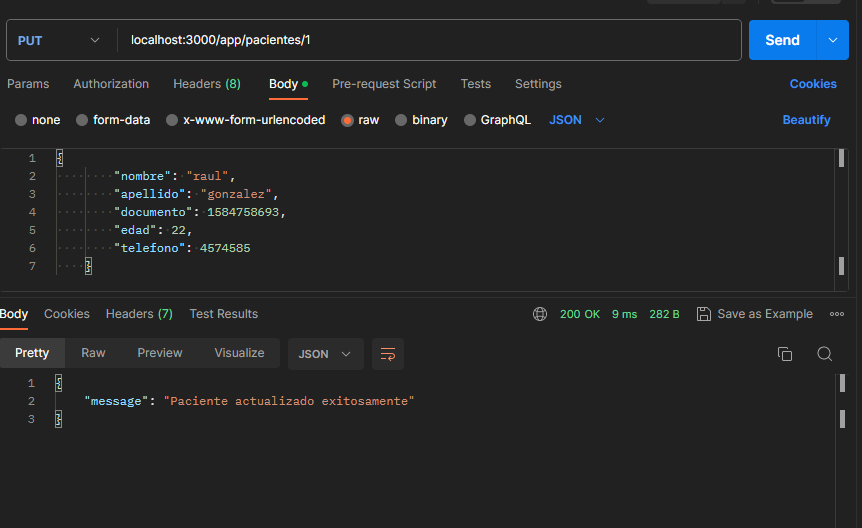 PUT localhost:3000/app/pacientes/1 Send
Params Authorization Headers (8) Body Pre-request Script Tests Settings Cookies
none form-data x-www-form-urlencoded raw binary GraphQL JSON Beautify
1 {
2 "nombre": "raul",
3 "apellido": "gonzalez",
4 "documento": 1584758693,
5 "edad": 22,
6 "telefono": 4574585
7 }
Body Cookies Headers (7) Test Results 200 OK 9 ms 282 B Save as Example
Pretty Raw Preview Visualize JSON
1 {
2 "message": "Paciente actualizado exitosamente"
3 }